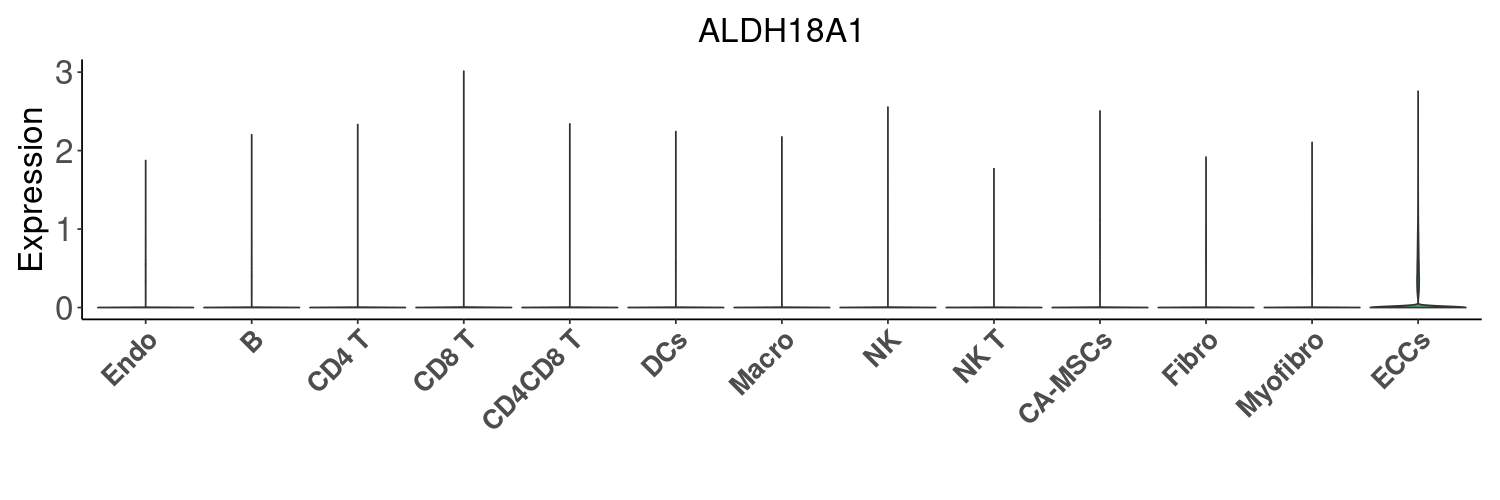 ALDH18A1
Expression
3
2
1
0
Endo
B
CD4 T
CD8 T
CD4CD8 T
DCs
Macro
NK
NK T
CA-MSCs
Fibro
Myofibro
ECCs